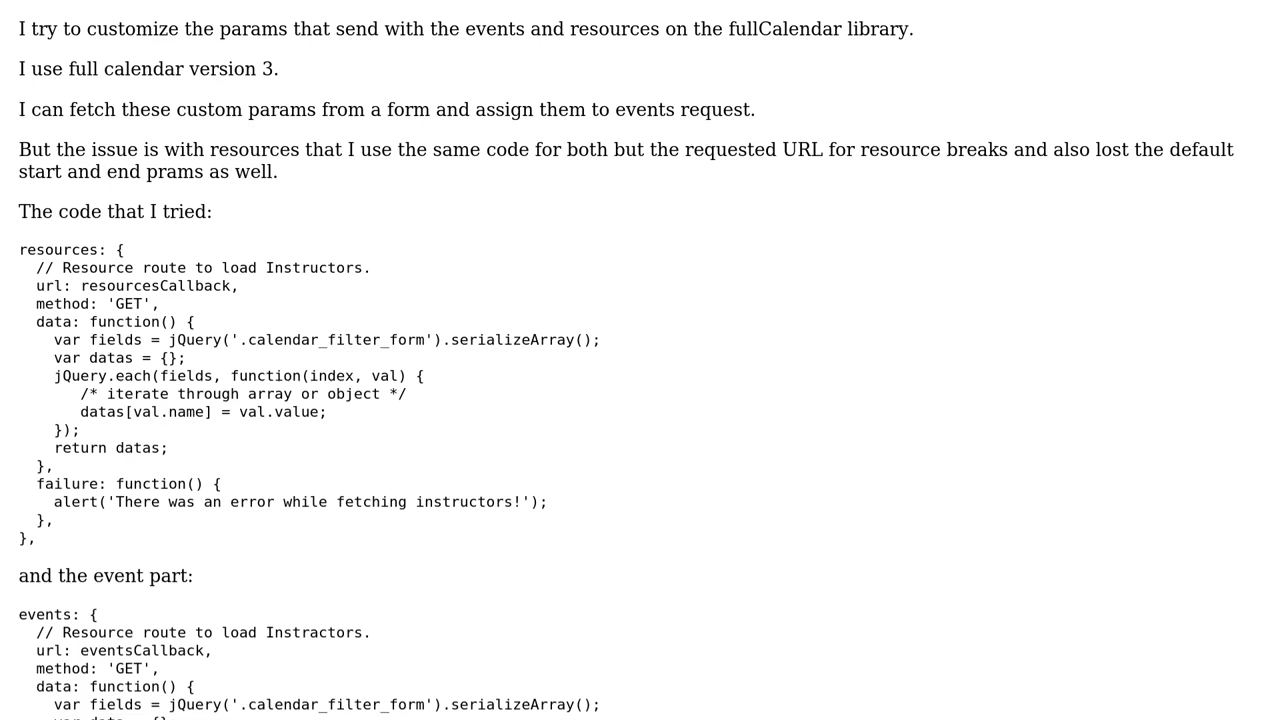 I try to customize the params that send with the events and resources on the fullCalendar library.
I use full calendar version 3.
I can fetch these custom params from a form and assign them to events request.
But the issue is with resources that I use the same code for both but the requested URL for resource breaks and also lost the default
start and end prams as well.
The code that I tried:
resources: {
  // Resource route to load Instructors.
  url: resourcesCallback,
  method: 'GET',
  data: function() {
    var fields = jQuery('.calendar_filter_form').serializeArray();
    var datas = {};
    jQuery.each(fields, function(index, val) {
       /* iterate through array or object */
       datas[val.name] = val.value;
    });
    return datas;
  },
  failure: function() {
    alert('There was an error while fetching instructors!');
  },
},
and the event part:
events: {
  // Resource route to load Instractors.
  url: eventsCallback,
  method: 'GET',
  data: function() {
    var fields = jQuery('.calendar_filter_form').serializeArray();